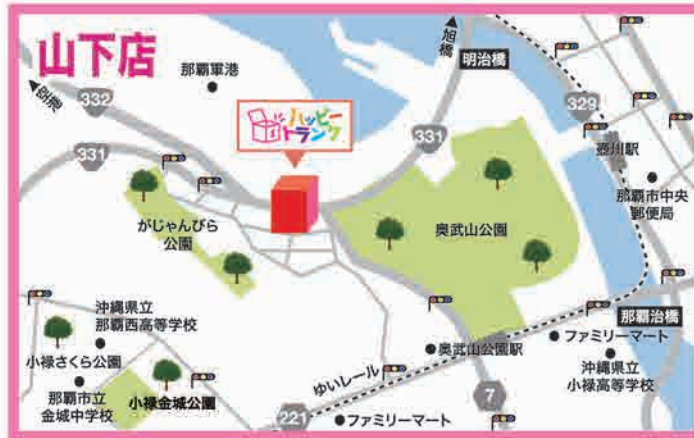 山下店
那覇軍港
旭橋
明治橋
空港
332
331
ハッピー
トランク
331
329
壺川駅
那覇市中央
郵便局
がじゃんびら
公園
奥武山公園
沖縄県立
那覇西高等学校
小禄さくら公園
那覇市立
金城中学校
小禄金城公園
奥武山公園駅
ゆいレール
221
7
ファミリーマート
那覇治橋
ファミリーマート
沖縄県立
小禄高等学校